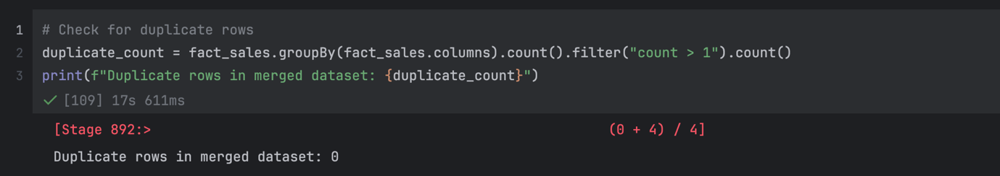 1 # Check for duplicate rows
2 duplicate_count = fact_sales.groupBy(fact_sales.columns).count().filter("count > 1").count()
3 print(f"Duplicate rows in merged dataset: {duplicate_count}")
✓ [109] 17s 611ms
[Stage 892:> (0 + 4) / 4]
Duplicate rows in merged dataset: 0